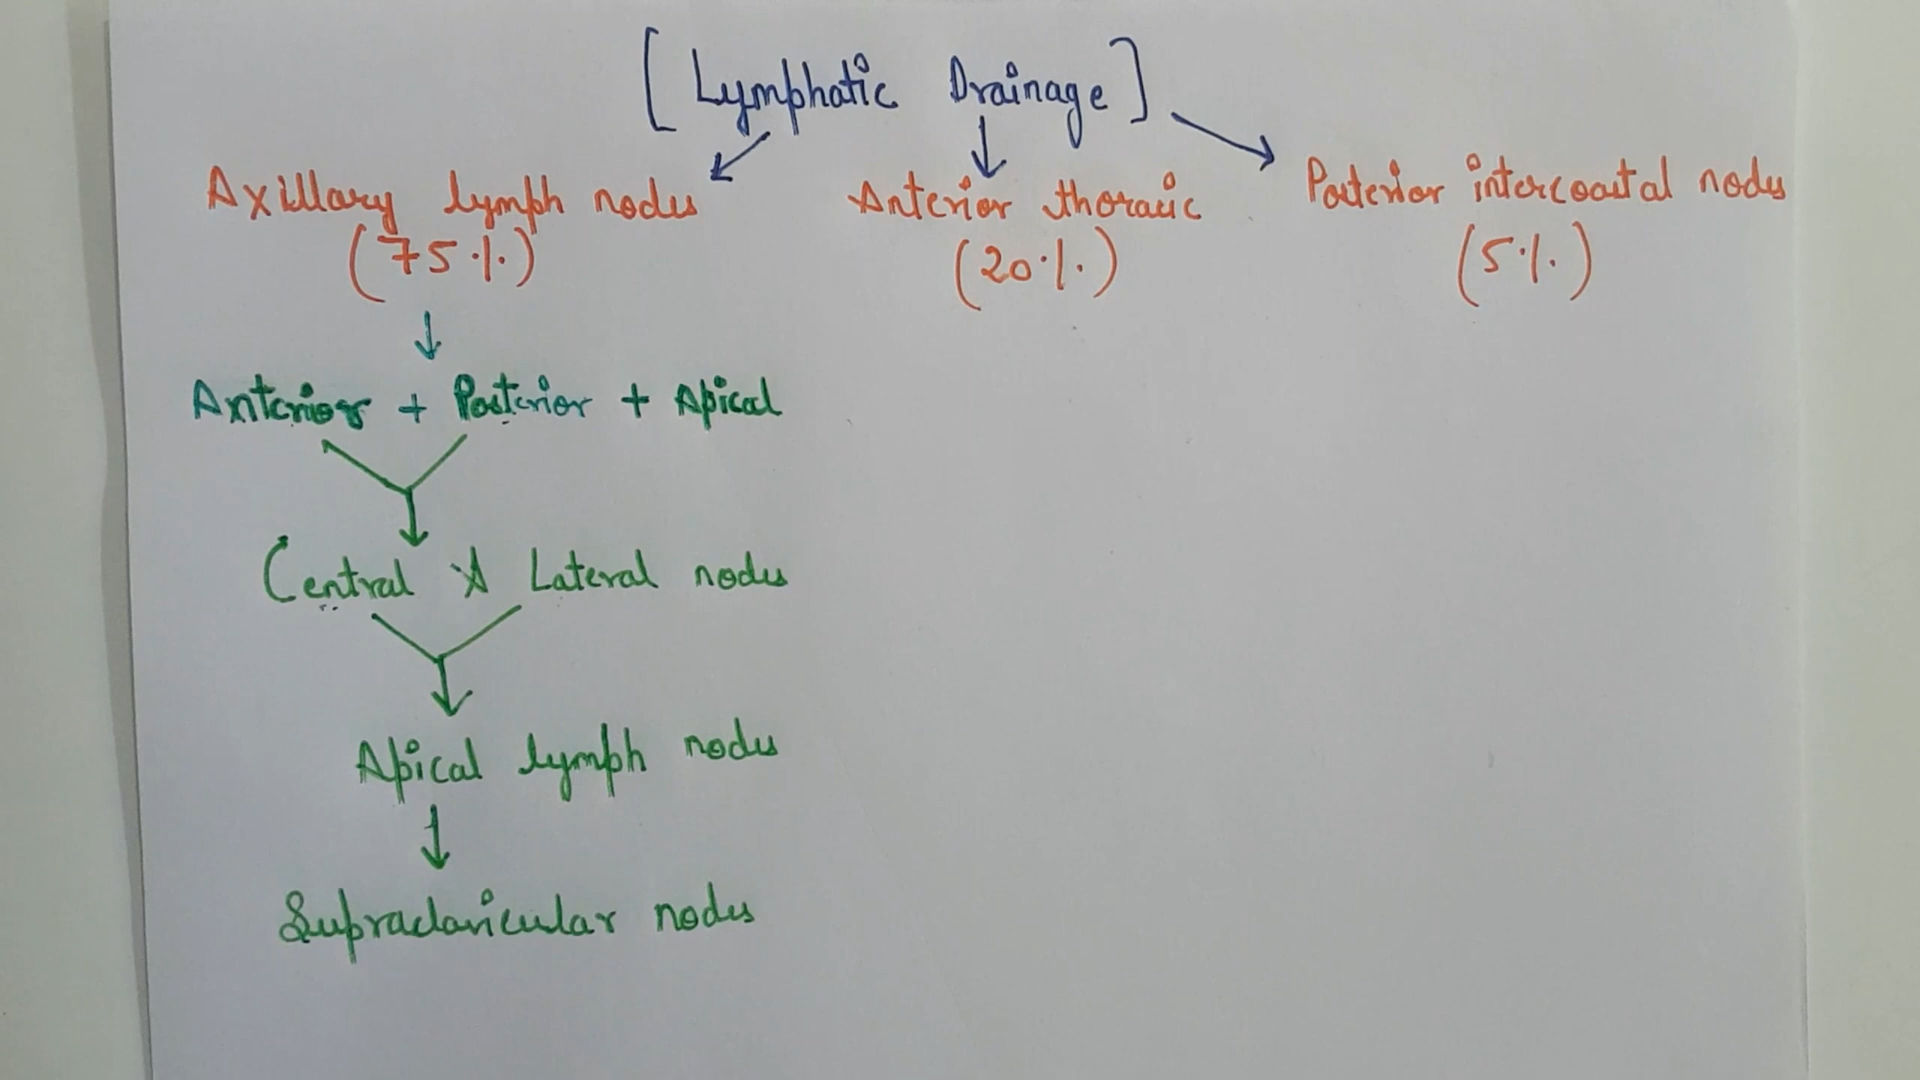 [ Lymphatic Drainage ]
Axillary lymph nodes
(75%)
Anterior thoracic
(20%)
Posterior intercoastal nodes
(5%)
Anterior + Posterior + Apical
Central & Lateral nodes
Apical lymph nodes
Supraclavicular nodes